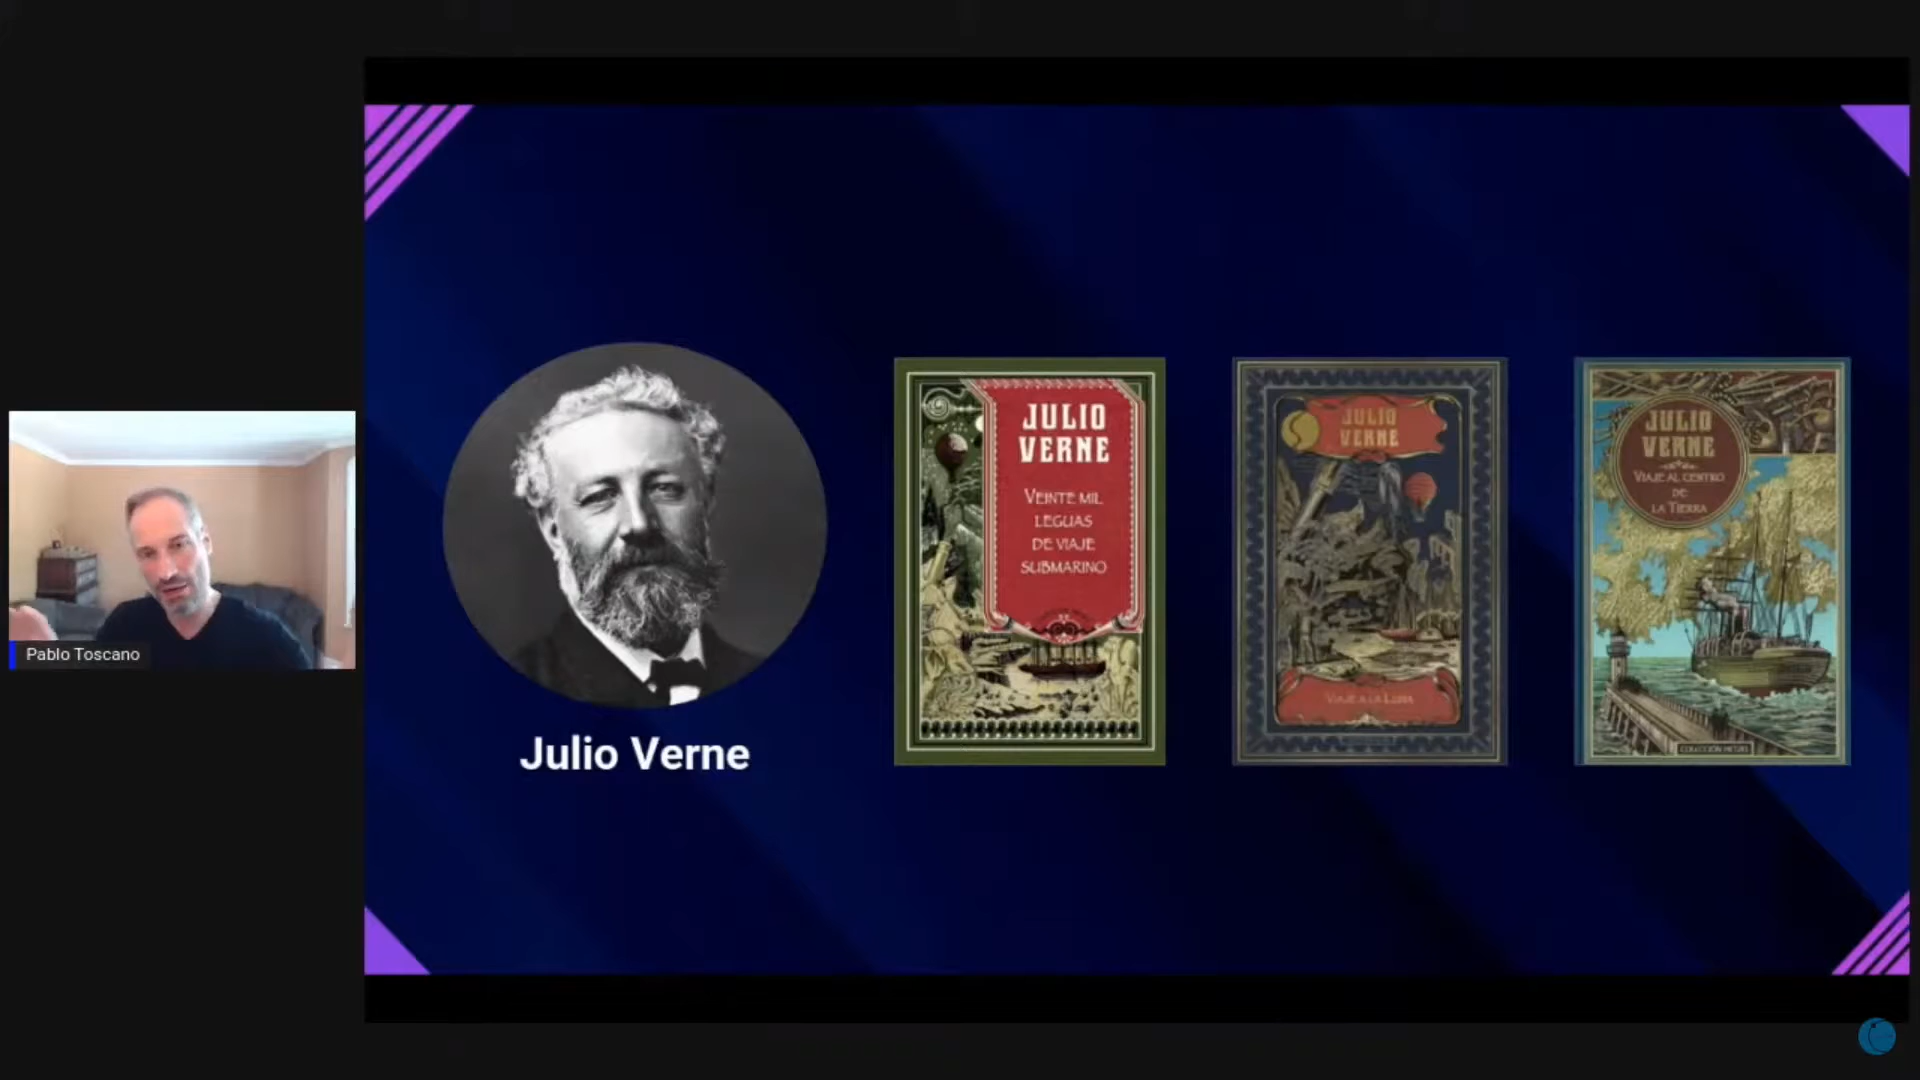 Pablo Toscano
Julio Verne
JULIO
VERNE
VEINTE MIL
LEGUAS
DE VIAJE
SUBMARINO
JULIO
VERNE
VIAJE A LA LUNA
JULIO
VERNE
VIAJE AL CENTRO
DE
LA TIERRA
COLECCIÓN HETZEL